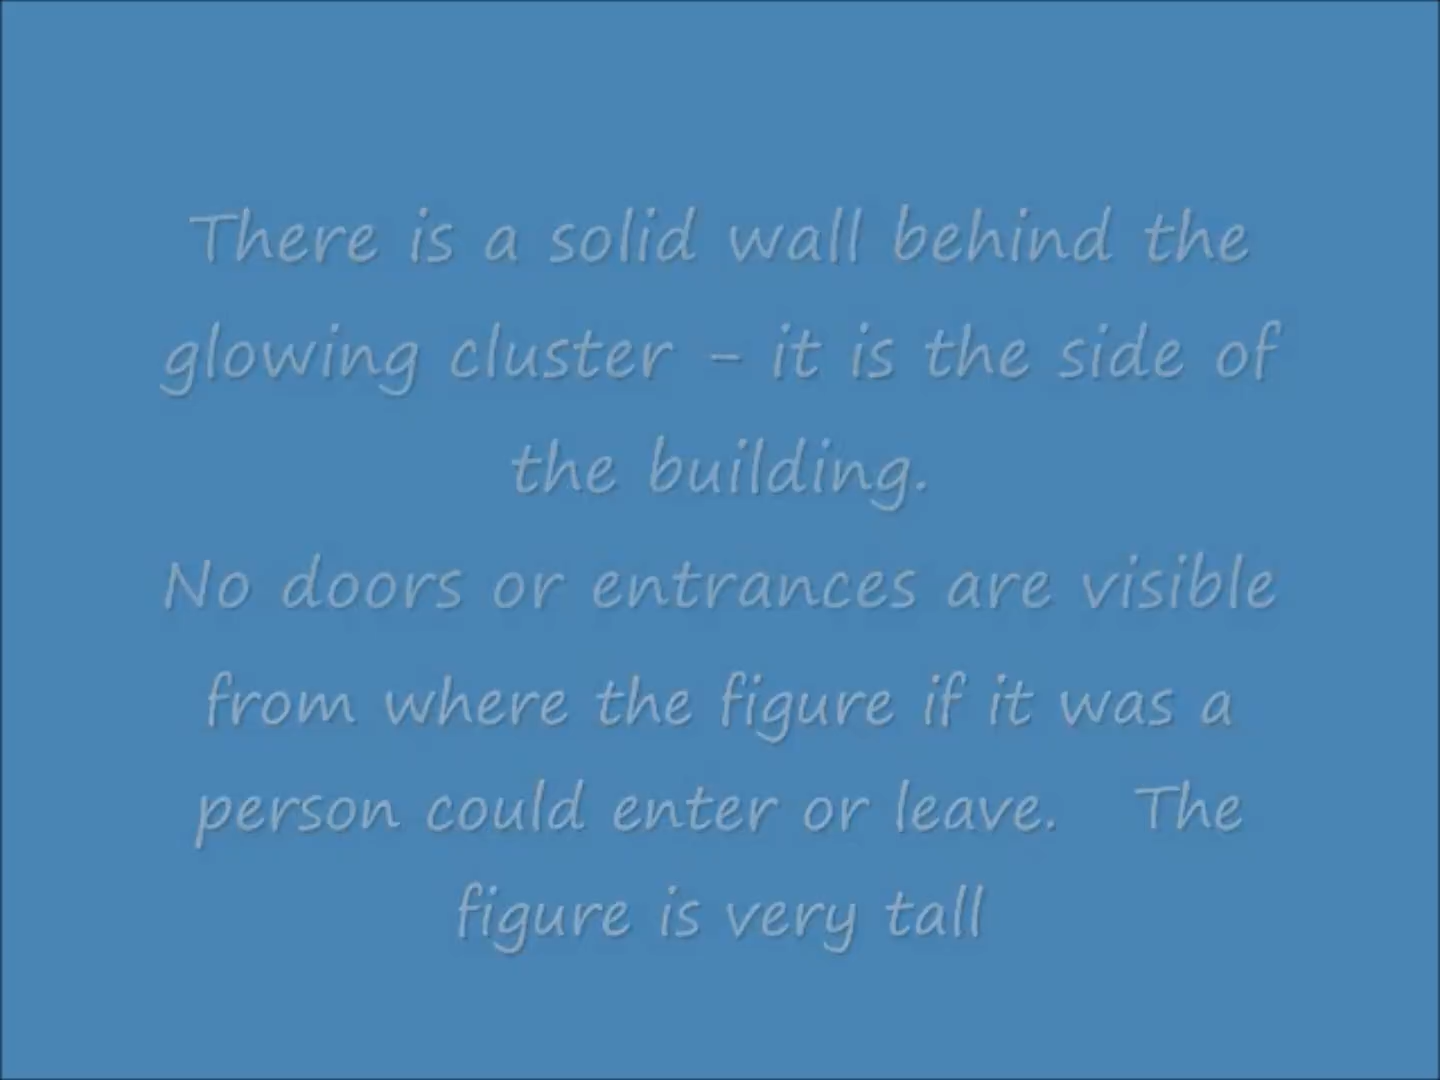 There is a solid wall behind the
glowing cluster - it is the side of
the building.
No doors or entrances are visible
from where the figure if it was a
person could enter or leave. The
figure is very tall